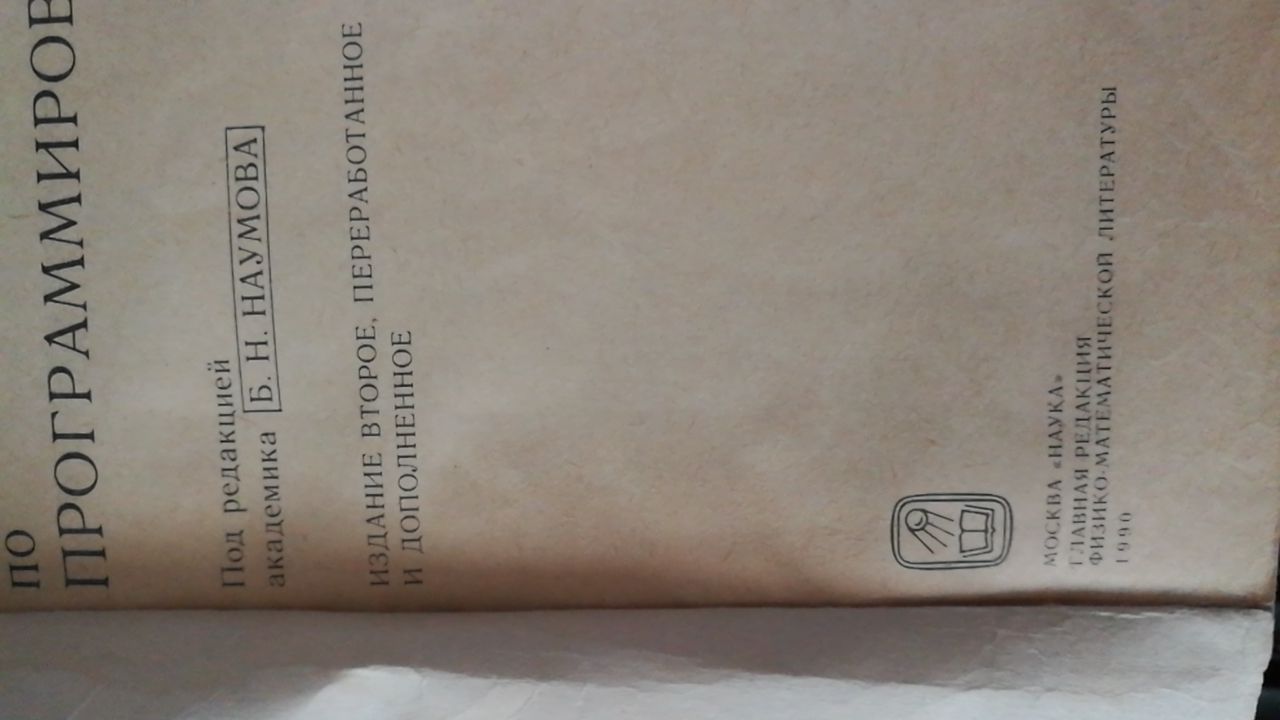 ПО
ПРОГРАММИРОВ
Под редакцией
академика Б. Н. НАУМОВА
ИЗДАНИЕ ВТОРОЕ, ПЕРЕРАБОТАННОЕ
И ДОПОЛНЕННОЕ
МОСКВА «НАУКА»
ГЛАВНАЯ РЕДАКЦИЯ
ФИЗИКО-МАТЕМАТИЧЕСКОЙ ЛИТЕРАТУРЫ
1990